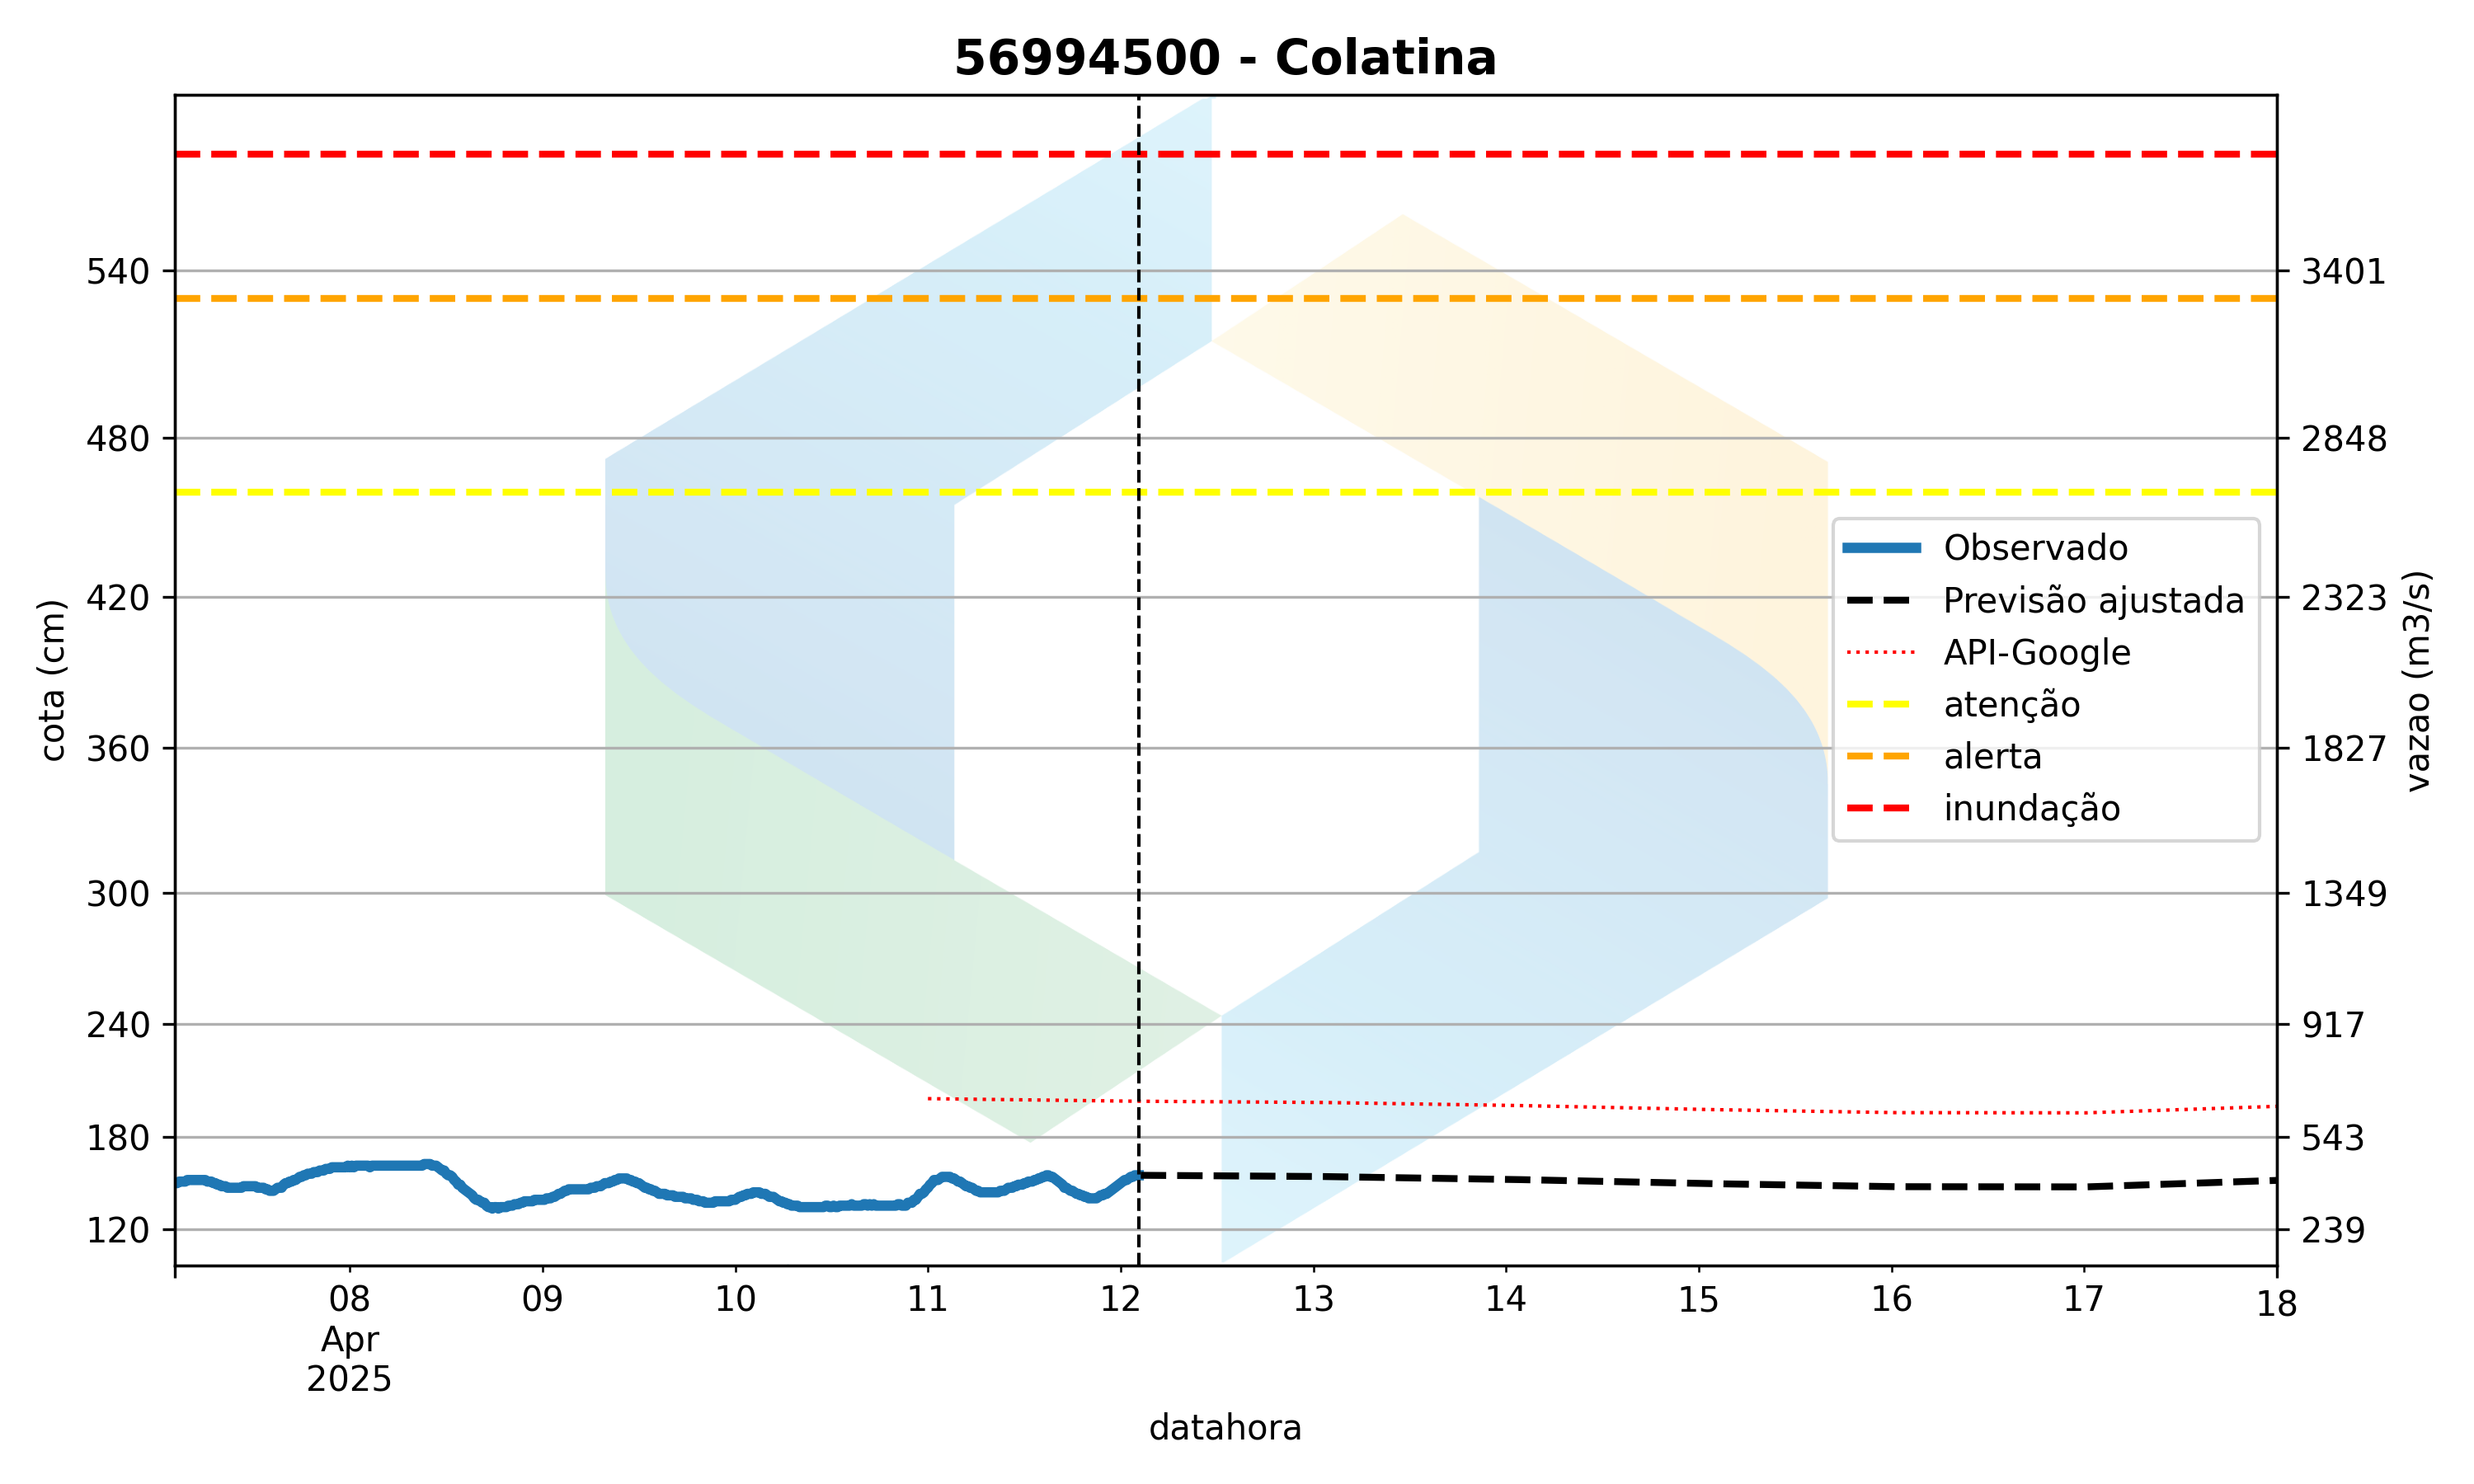 56994500 - Colatina
540
480
420
360
300
240
180
120
cota (cm)
3401
2848
2323
1827
1349
917
543
239
vazao (m3/s)
Observado
Previsão ajustada
API-Google
atenção
alerta
inundação
08
09
10
11
12
13
14
15
16
17
18
Apr
2025
datahora